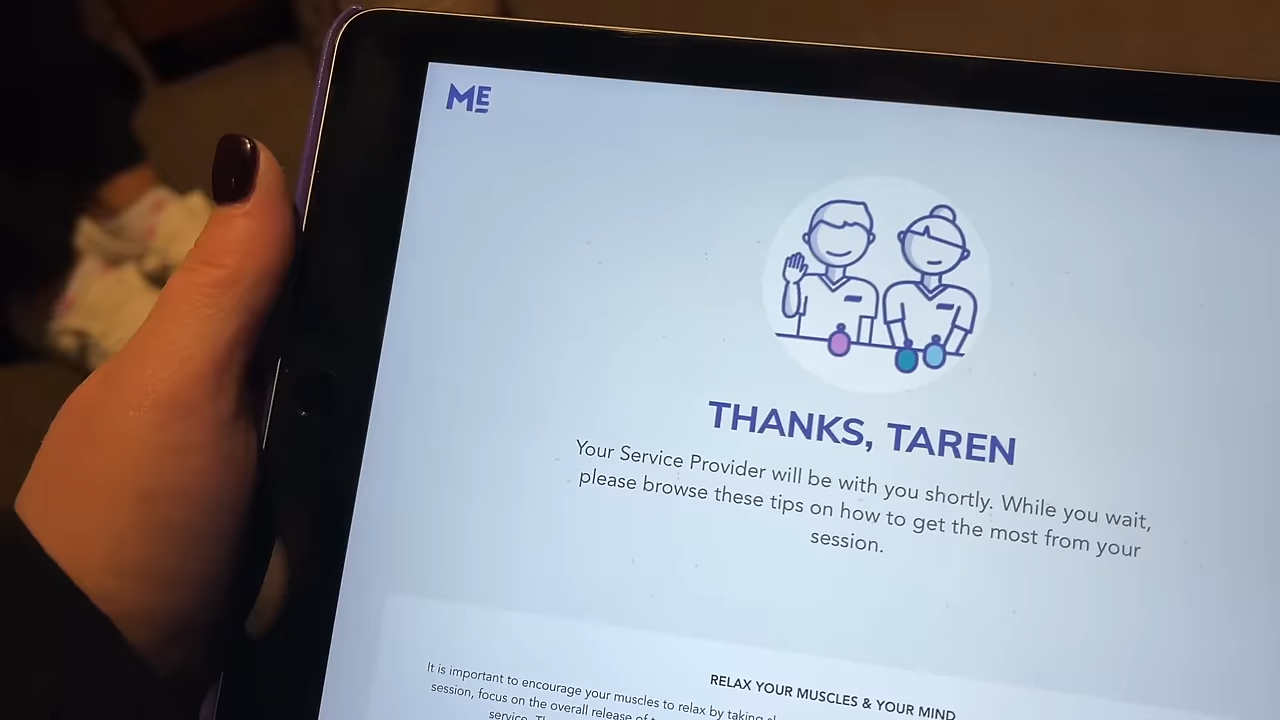 ME
THANKS, TAREN
Your Service Provider will be with you shortly. While you wait,
please browse these tips on how to get the most from your
session.
RELAX YOUR MUSCLES & YOUR MIND
It is important to encourage your muscles to relax by taking
session, focus on the overall release of
service.